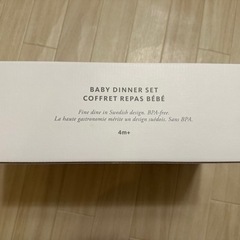 BABY DINNER SET
COFFRET REPAS BÉBÉ
Fine dine in Swedish design. BPA-free.
La haute gastronomie mérite un design suédois. Sans BPA.
4m+